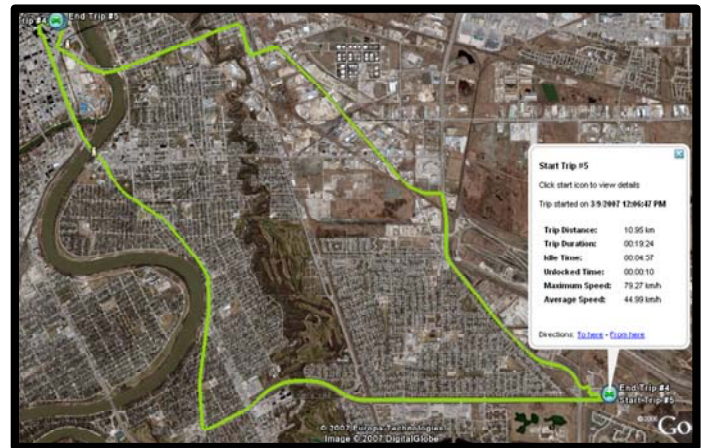 Trip #4
End Trip #5
Start Trip #5
Click start icon to view details
Trip started on 3/9/2007 12:06:47 PM
Trip Distance: 10.95 km
Trip Duration: 00:19:24
Idle Time: 00:04:57
Unlocked Time: 00:00:10
Maximum Speed: 79.27 km/h
Average Speed: 44.99 km/h
Directions: To here - From here
End Trip #4
Start Trip #5
© 2007 Europa Technologies
Image © 2007 DigitalGlobe
©2006
Go